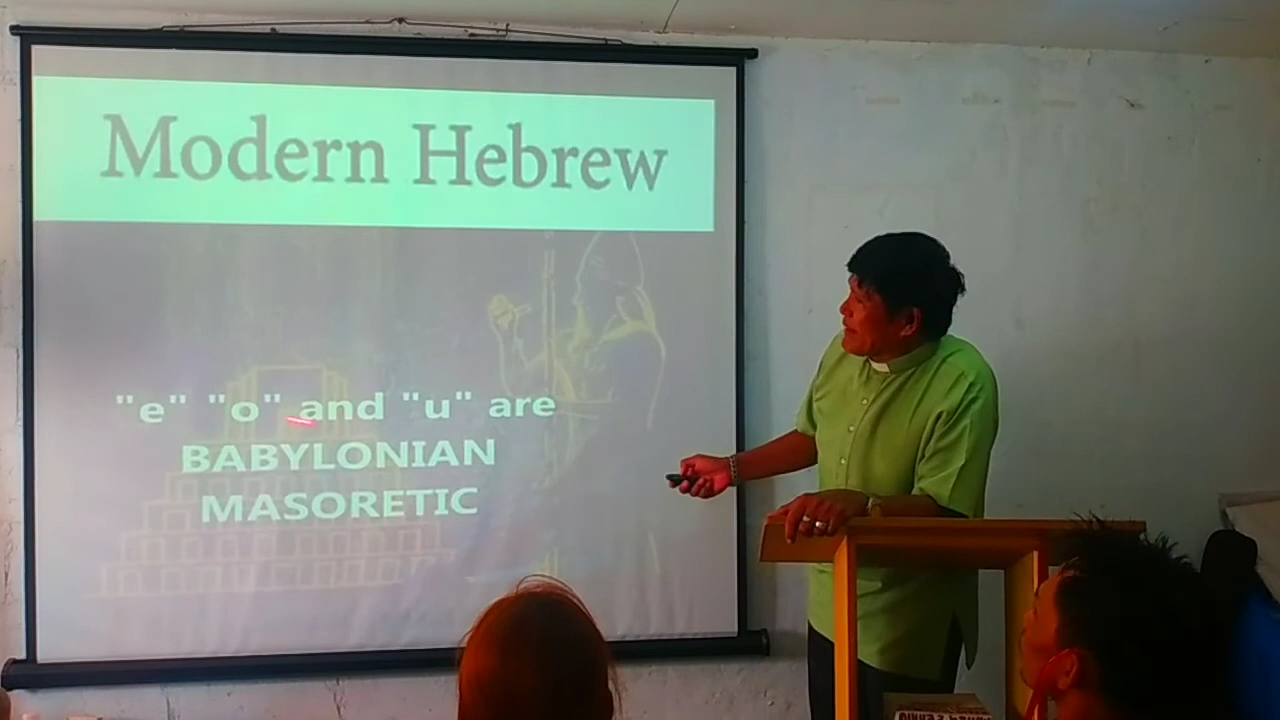 Modern Hebrew
"e" "o" and "u" are
BABYLONIAN
MASORETIC